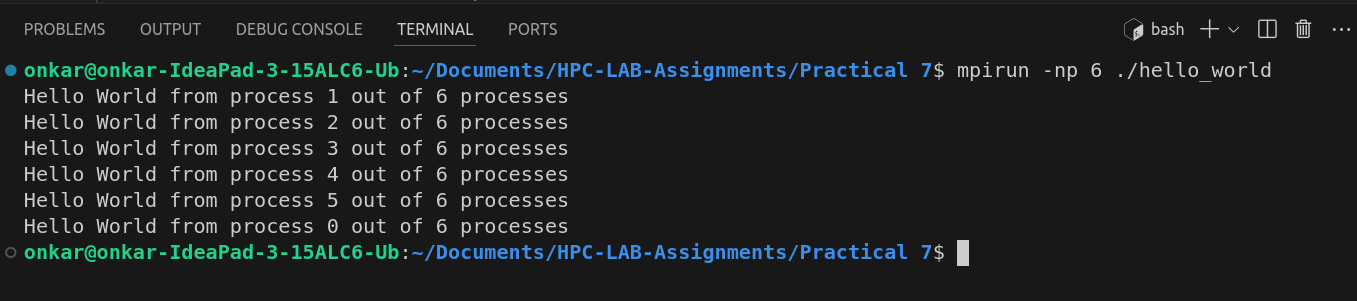 PROBLEMS OUTPUT DEBUG CONSOLE TERMINAL PORTS bash
onkar@onkar-IdeaPad-3-15ALC6-Ub:~/Documents/HPC-LAB-Assignments/Practical 7$ mpirun -np 6 ./hello_world
Hello World from process 1 out of 6 processes
Hello World from process 2 out of 6 processes
Hello World from process 3 out of 6 processes
Hello World from process 4 out of 6 processes
Hello World from process 5 out of 6 processes
Hello World from process 0 out of 6 processes
onkar@onkar-IdeaPad-3-15ALC6-Ub:~/Documents/HPC-LAB-Assignments/Practical 7$